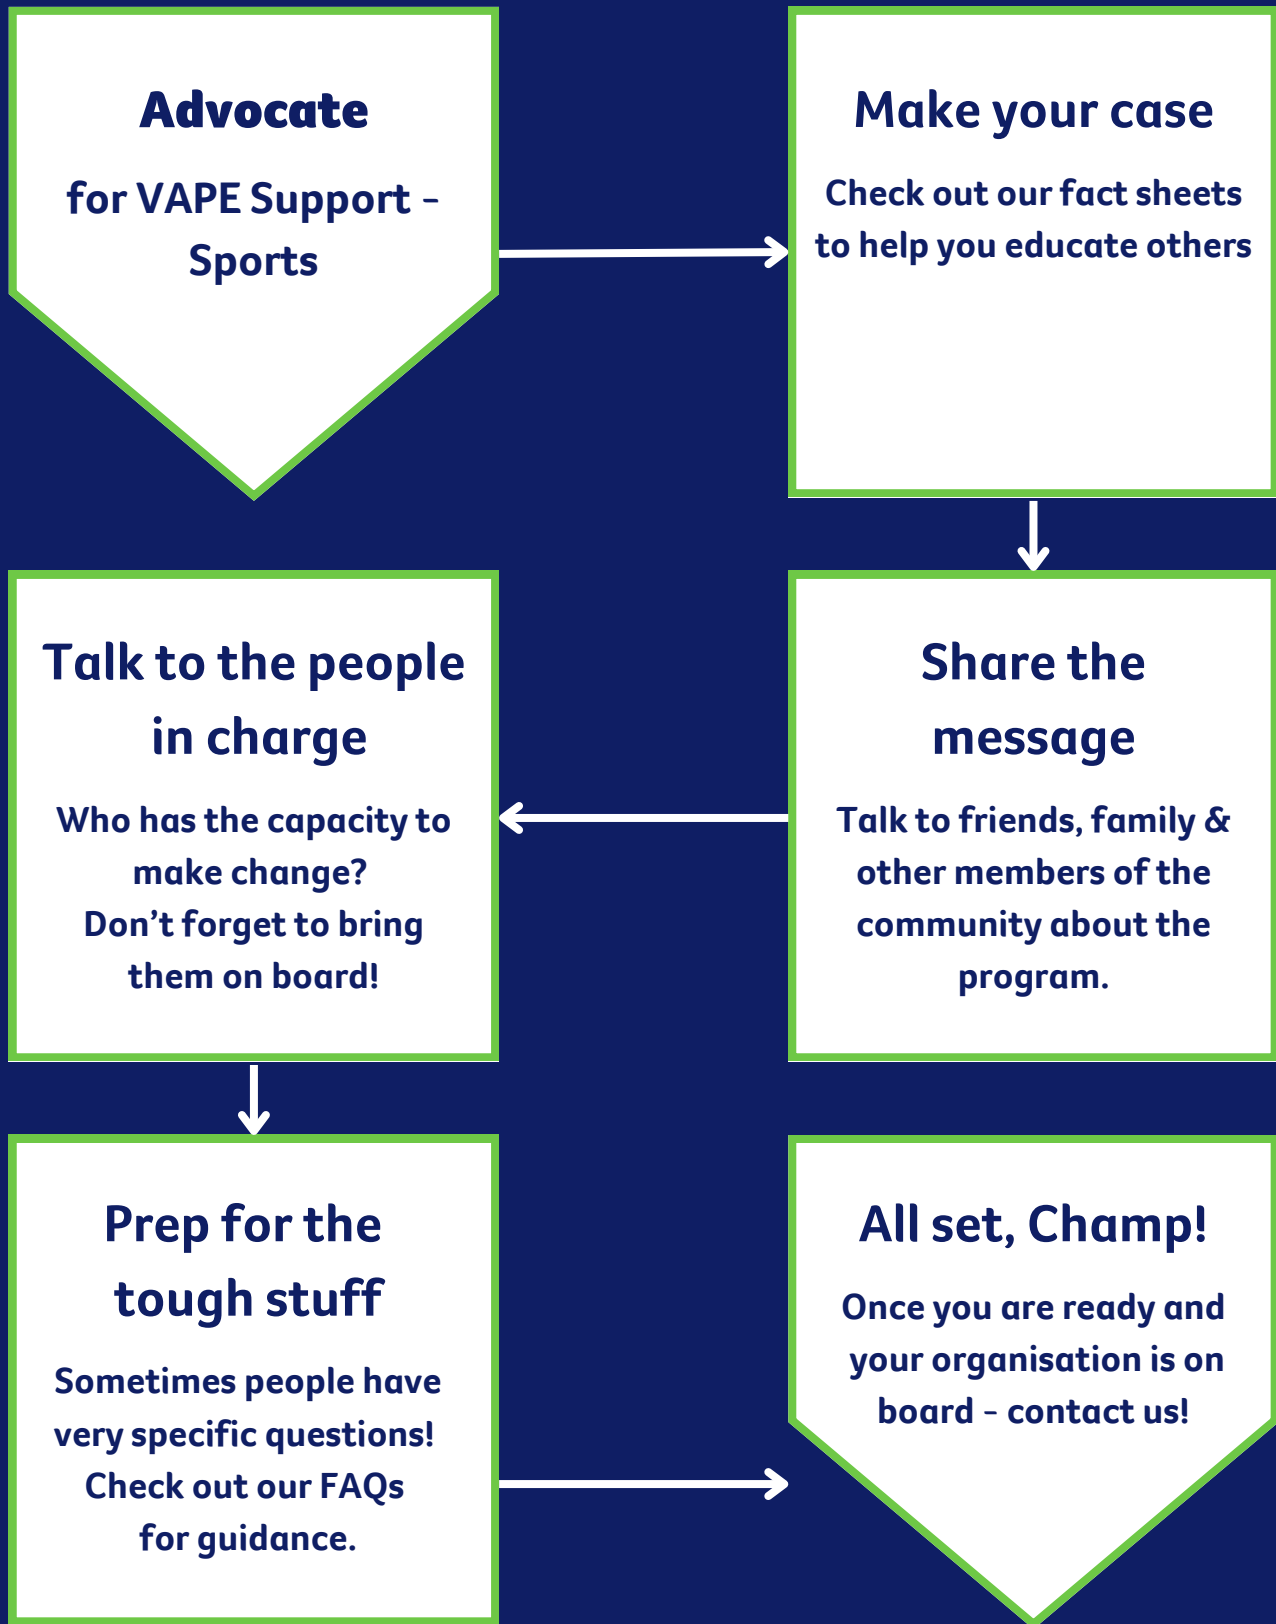 Advocate
for VAPE Support -
Sports
Make your case
Check out our fact sheets
to help you educate others
Share the
message
Talk to friends, family &
other members of the
community about the
program.
Talk to the people
in charge
Who has the capacity to
make change?
Don’t forget to bring
them on board!
Prep for the
tough stuff
Sometimes people have
very specific questions!
Check out our FAQs
for guidance.
All set, Champ!
Once you are ready and
your organisation is on
board - contact us!